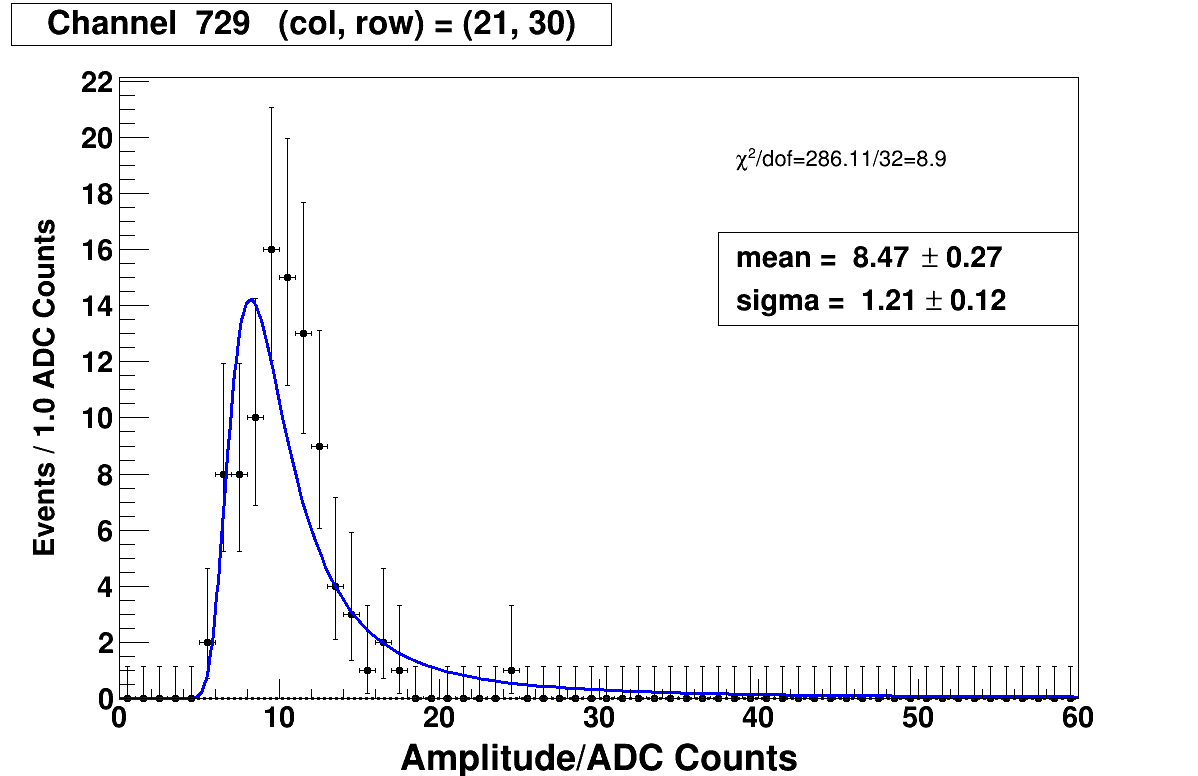 Channel 729 (col, row) = (21, 30)
22
20
18
16
14
12
10
8
6
4
2
0
Events / 1.0 ADC Counts
χ²/dof=286.11/32=8.9
mean = 8.47 ± 0.27
sigma = 1.21 ± 0.12
0 10 20 30 40 50 60
Amplitude/ADC Counts